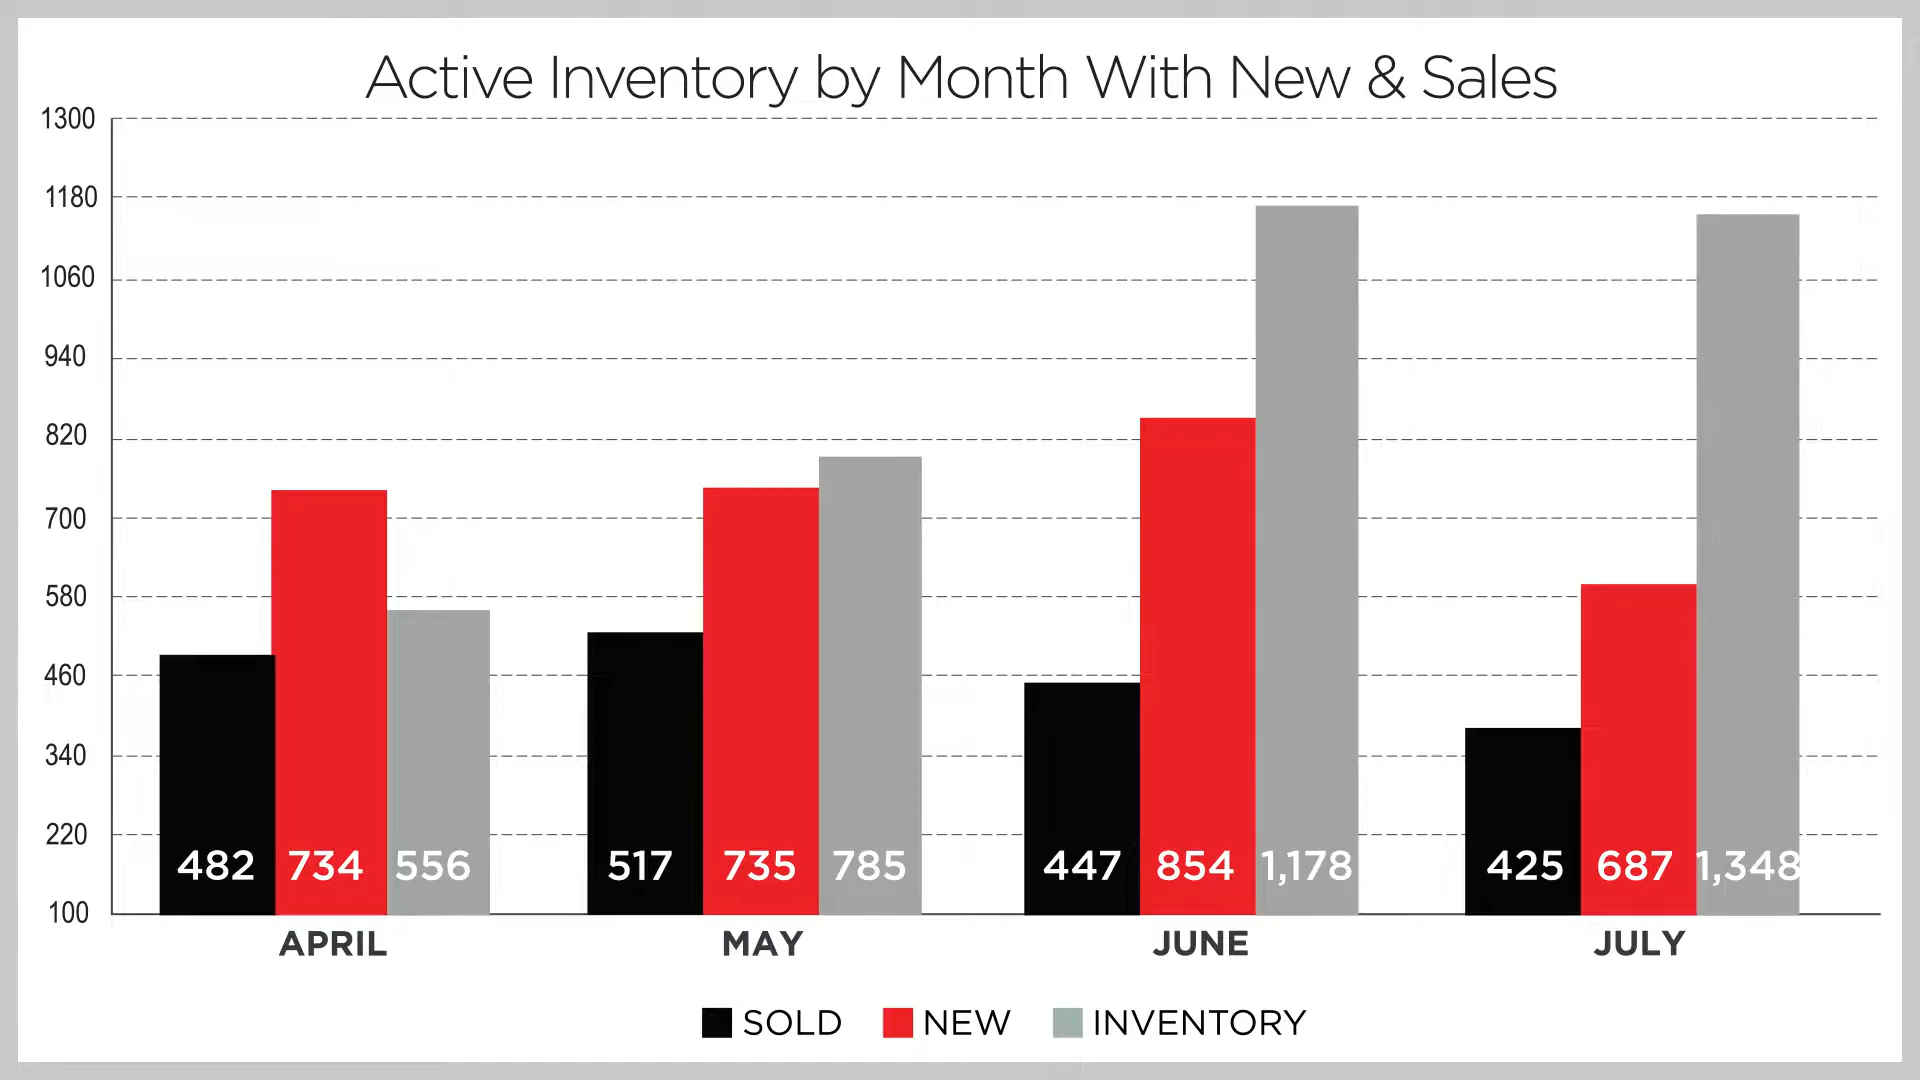 Active Inventory by Month With New & Sales
1300
1180
1060
940
820
700
580
460
340
220
100
482 734 556 517 735 785 447 854 1,178 425 687 1,348
APRIL MAY JUNE JULY
SOLD NEW INVENTORY